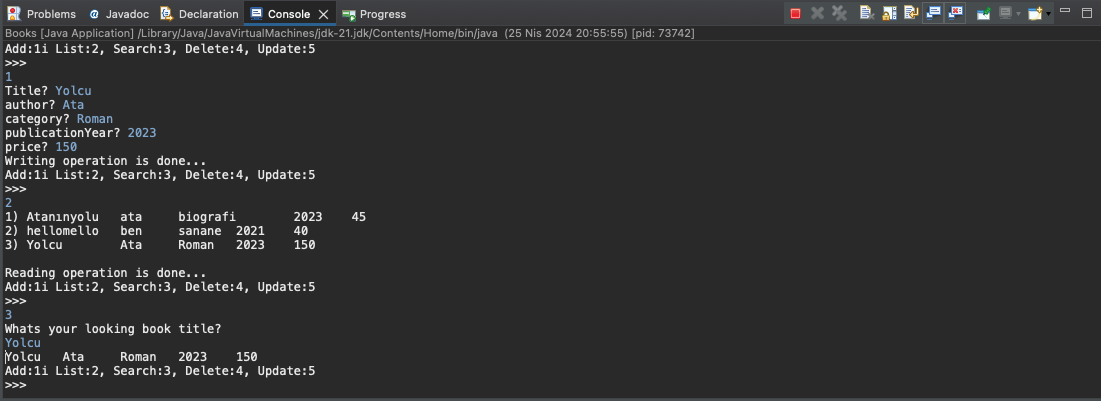 Problems @ Javadoc Declaration Console Progress
Books [Java Application] /Library/Java/JavaVirtualMachines/jdk-21.jdk/Contents/Home/bin/java (25 Nis 2024 20:55:55) [pid: 73742]
Add:1i List:2, Search:3, Delete:4, Update:5
>>>
1
Title? Yolcu
author? Ata
category? Roman
publicationYear? 2023
price? 150
Writing operation is done...
Add:1i List:2, Search:3, Delete:4, Update:5
>>>
2
1) Atanınyolu ata biografi 2023 45
2) hellomello ben sanane 2021 40
3) Yolcu Ata Roman 2023 150
Reading operation is done...
Add:1i List:2, Search:3, Delete:4, Update:5
>>>
3
Whats your looking book title?
Yolcu
Yolcu Ata Roman 2023 150
Add:1i List:2, Search:3, Delete:4, Update:5
>>>